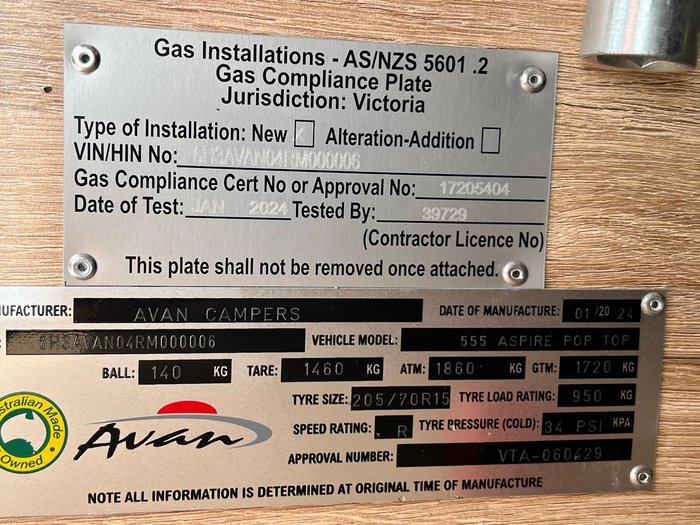 Gas Installations - AS/NZS 5601 .2
Gas Compliance Plate
Jurisdiction: Victoria
Type of Installation: New X Alteration-Addition
VIN/HIN No: 6H3AVAN04RM000006
Gas Compliance Cert No or Approval No: 17205404
Date of Test: JAN 2024 Tested By: 39729
(Contractor Licence No)
This plate shall not be removed once attached.
NUFACTURER: AVAN CAMPERS DATE OF MANUFACTURE: 01/20 24
6H3AVAN04RM000006 VEHICLE MODEL: 555 ASPIRE POP TOP
BALL: 140 KG TARE: 1460 KG ATM: 1860 KG GTM: 1720 KG
TYRE SIZE: 205/70R15 TYRE LOAD RATING: 950 KG
SPEED RATING: R TYRE PRESSURE (COLD): 34 PSI KPA
APPROVAL NUMBER: VTA-060429
stralian Made
Owned
Avan
NOTE ALL INFORMATION IS DETERMINED AT ORIGINAL TIME OF MANUFACTURE